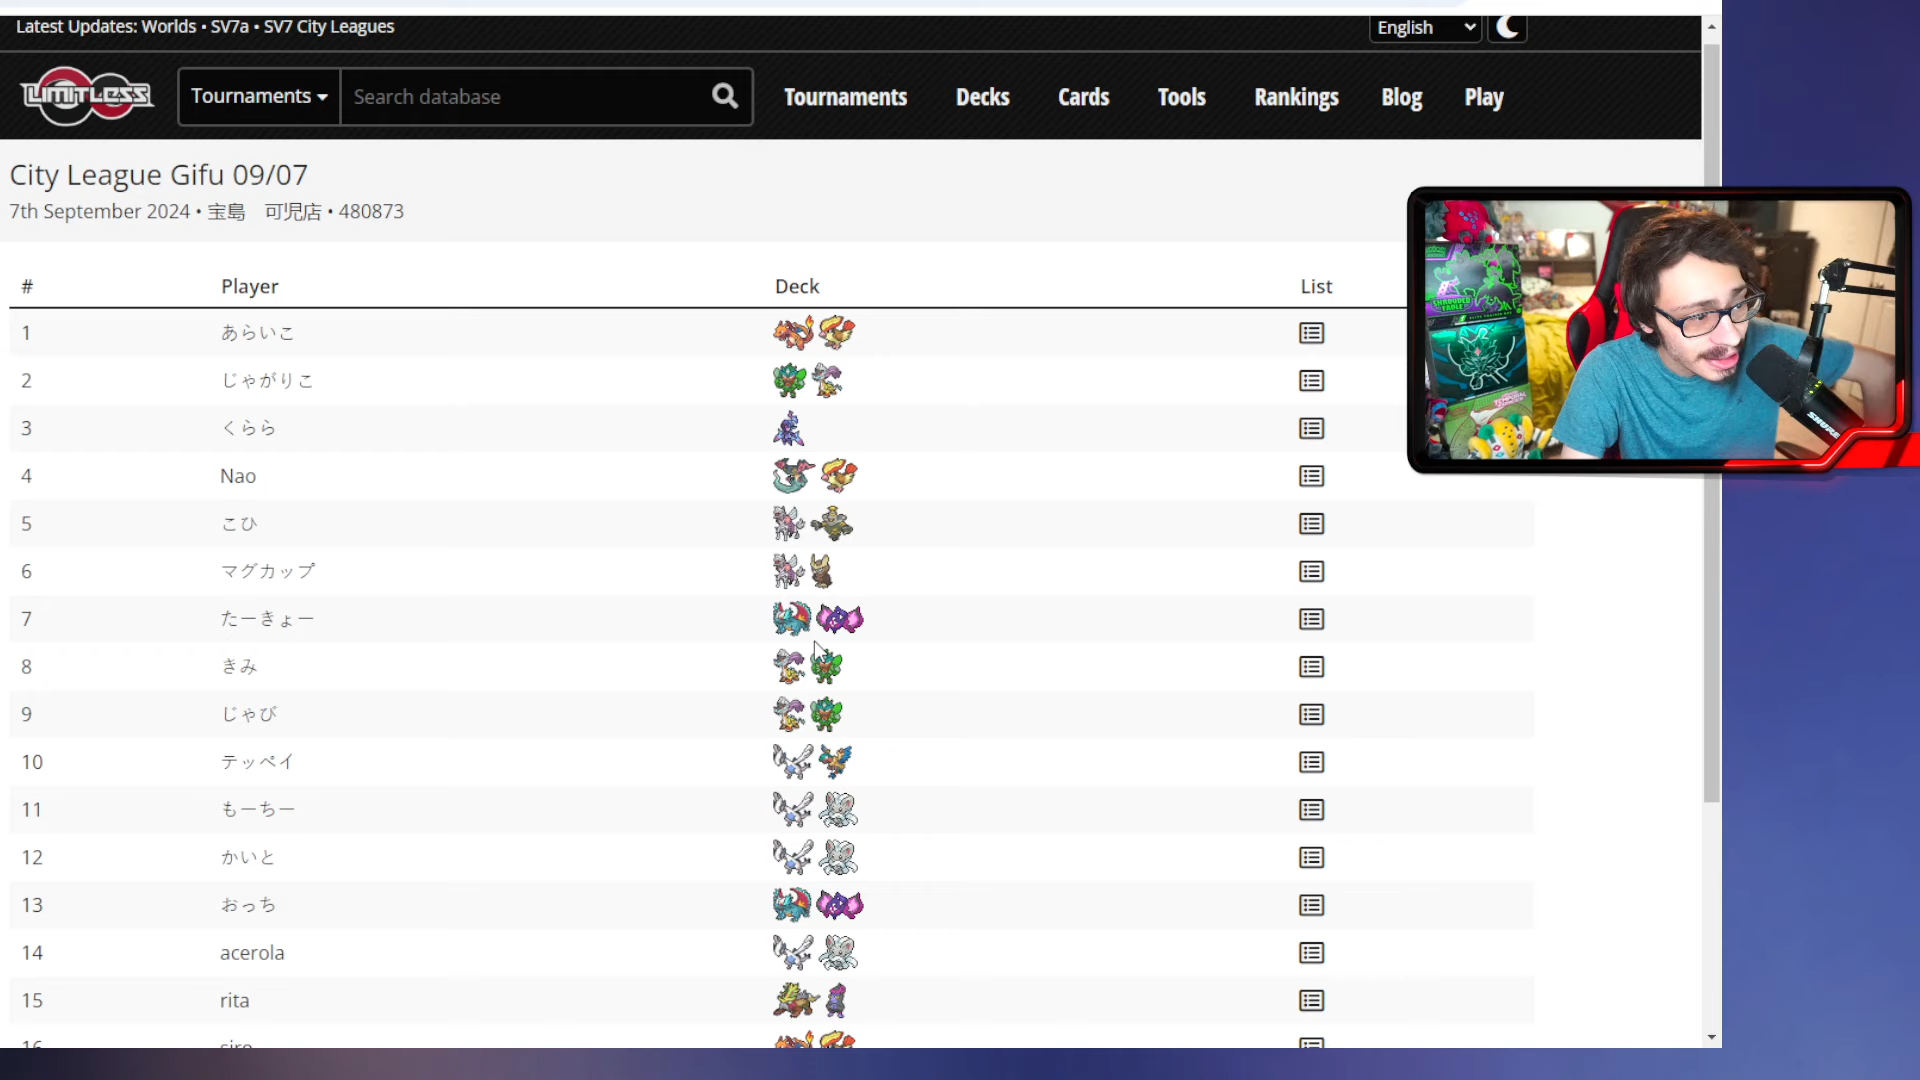 Latest Updates: Worlds • SV7a • SV7 City Leagues
English
LIMITLESS
Tournaments
Search database
Tournaments
Decks
Cards
Tools
Rankings
Blog
Play
City League Gifu 09/07
7th September 2024 • 宝島　可児店 • 480873
# Player Deck List
1 あらいこ
2 じゃがりこ
3 くらら
4 Nao
5 こひ
6 マグカップ
7 たーきょー
8 きみ
9 じゃび
10 テッペイ
11 もーちー
12 かいと
13 おっち
14 acerola
15 rita
SHROUDED FABLE
SHURE